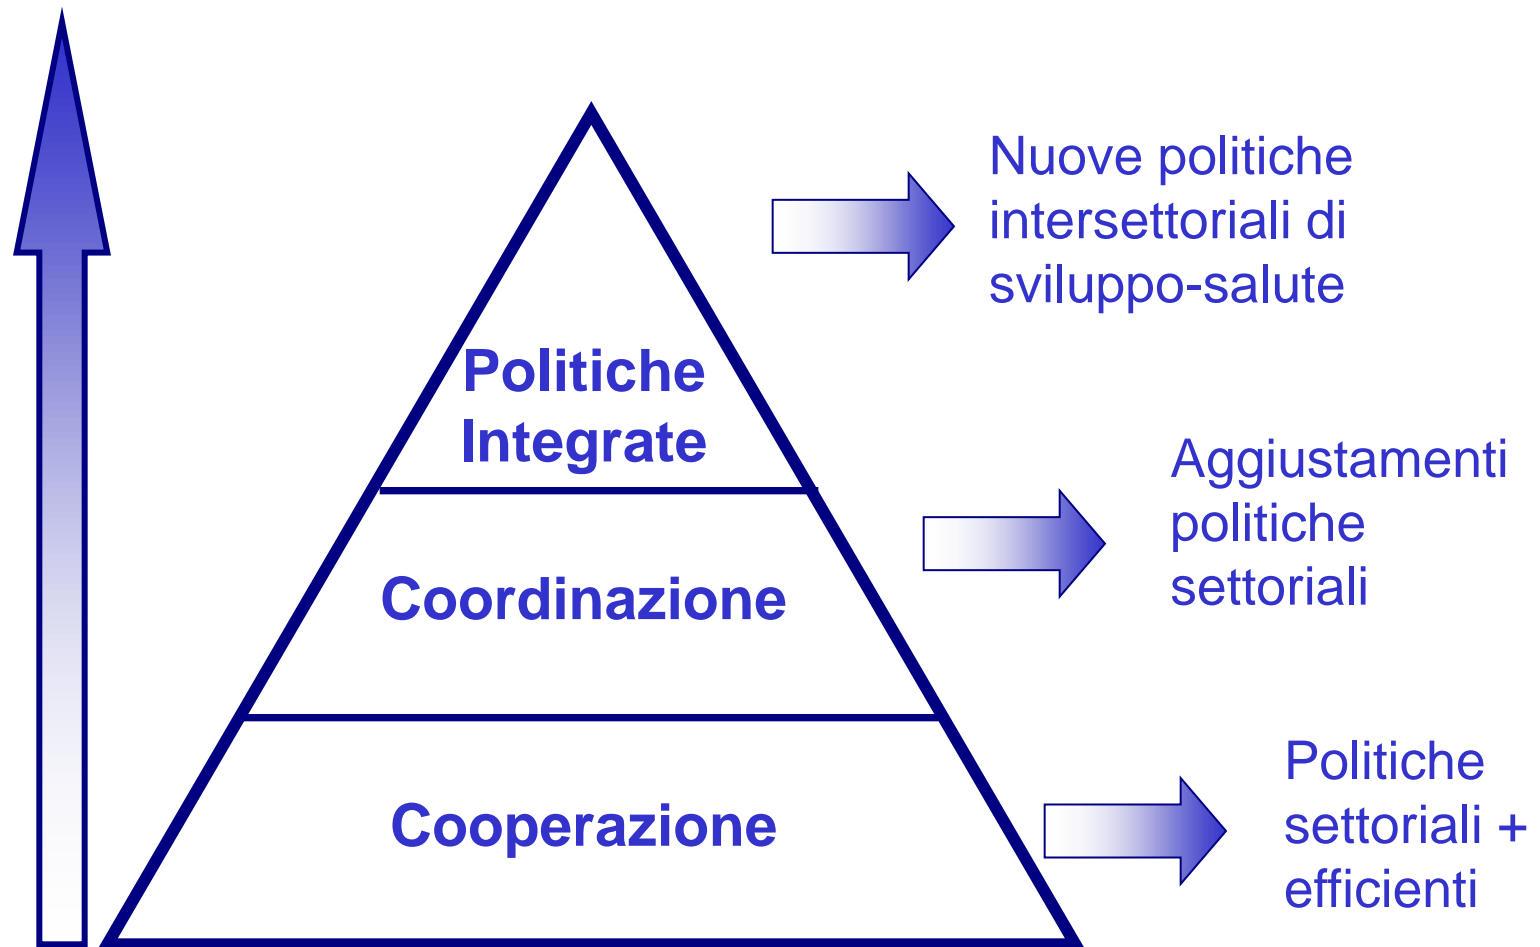 Nuove politiche
intersettoriali di
sviluppo-salute
Politiche
Integrate
Aggiustamenti
politiche
settoriali
Coordinazione
Politiche
settoriali +
efficienti
Cooperazione